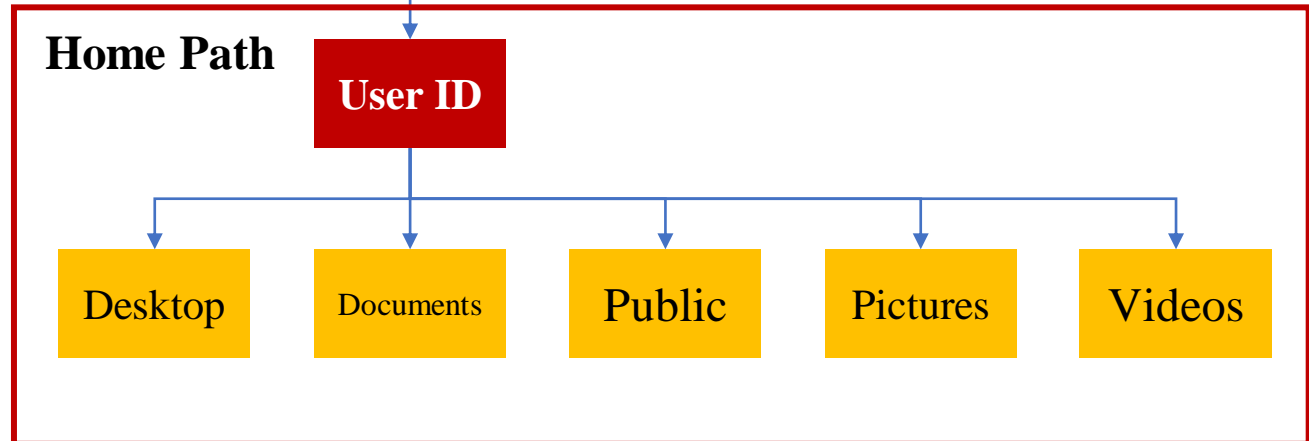 Home Path
User ID
Desktop
Documents
Public
Pictures
Videos